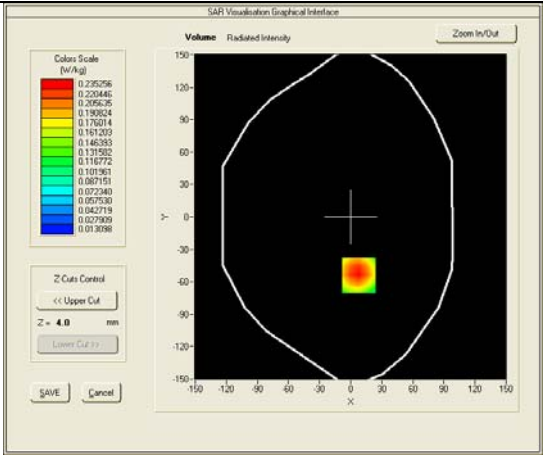 SAR Visualisation Graphical Interface
Volume Radiated Intensity
Zoom In/Out
Colors Scale
(W/kg)
0.235256
0.220446
0.205635
0.190824
0.176014
0.161203
0.146393
0.131582
0.116772
0.101961
0.087151
0.072340
0.057530
0.042719
0.027909
0.013098
Z-Cuts Control
<< Upper Cut
Z = 4.0 mm
Lower Cut >>
SAVE Cancel
150-
120-
90-
60-
30-
0-
-30-
-60-
-90-
-120-
-150-
Y
-150 -120 -90 -60 -30 0 30 60 90 120 150
X